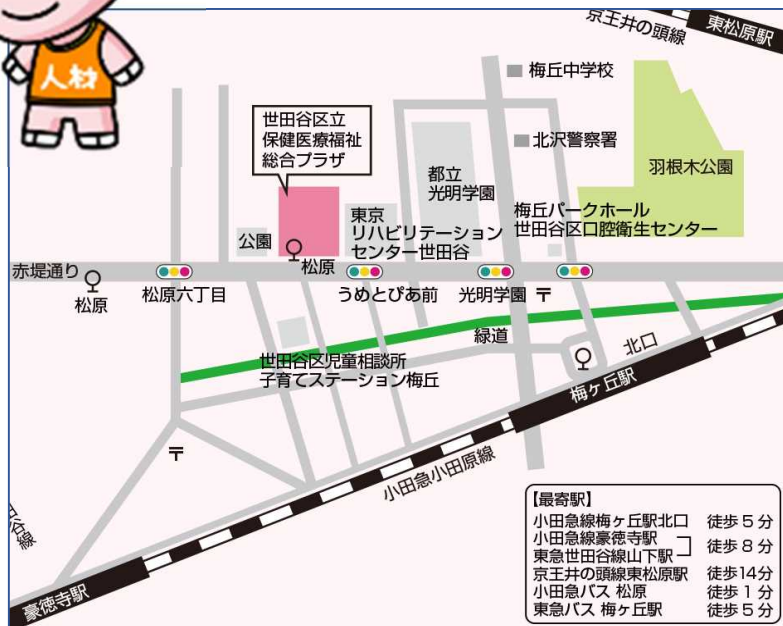 人材
京王井の頭線
東松原駅
梅丘中学校
世田谷区立
保健医療福祉
総合プラザ
北沢警察署
羽根木公園
都立
光明学園
公園
東京
リハビリテーション
センター世田谷
梅丘パークホール
世田谷区口腔衛生センター
赤堤通り
松原
松原
松原六丁目
うめとぴあ前
光明学園
〒
緑道
世田谷区児童相談所
子育てステーション梅丘
北口
梅ヶ丘駅
〒
小田急小田原線
田谷線
豪徳寺駅
【最寄駅】
小田急線梅ヶ丘駅北口 徒歩5分
小田急線豪徳寺駅
東急世田谷線山下駅 徒歩8分
京王井の頭線東松原駅 徒歩14分
小田急バス 松原 徒歩1分
東急バス 梅ヶ丘駅 徒歩5分